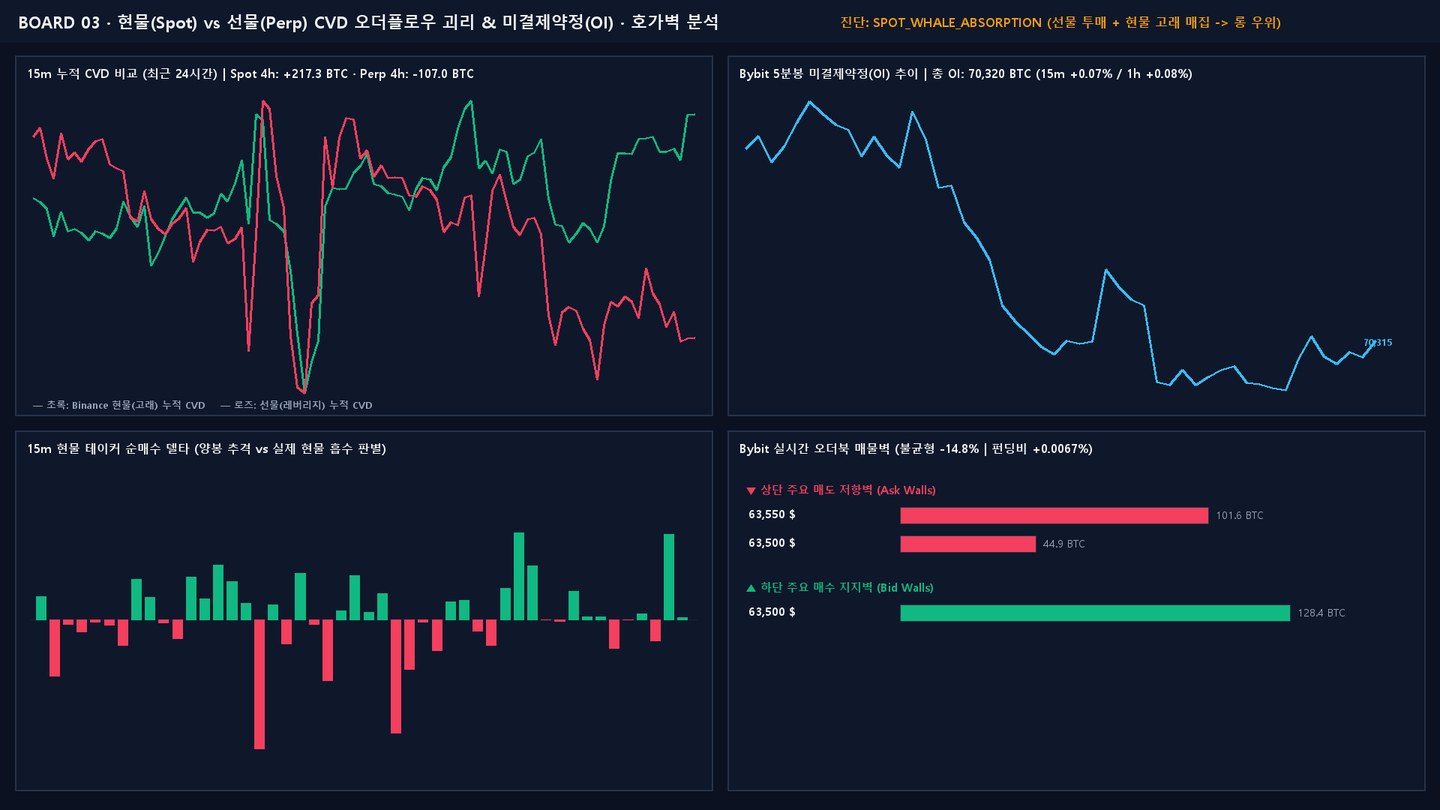 BOARD 03 · 현물(Spot) vs 선물(Perp) CVD 오더플로우 괴리 & 미결제약정(OI) · 호가벽 분석
진단: SPOT_WHALE_ABSORPTION (선물 투매 + 현물 고래 매집 -> 롱 우위)
15m 누적 CVD 비교 (최근 24시간) | Spot 4h: +217.3 BTC · Perp 4h: -107.0 BTC
— 초록: Binance 현물(고래) 누적 CVD — 로즈: 선물(레버리지) 누적 CVD
Bybit 5분봉 미결제약정(OI) 추이 | 총 OI: 70,320 BTC (15m +0.07% / 1h +0.08%)
70,315
15m 현물 테이커 순매수 델타 (양봉 추격 vs 실제 현물 흡수 판별)
Bybit 실시간 오더북 매물벽 (불균형 -14.8% | 펀딩비 +0.0067%)
▼ 상단 주요 매도 저항벽 (Ask Walls)
63,550 $ 101.6 BTC
63,500 $ 44.9 BTC
▲ 하단 주요 매수 지지벽 (Bid Walls)
63,500 $ 128.4 BTC